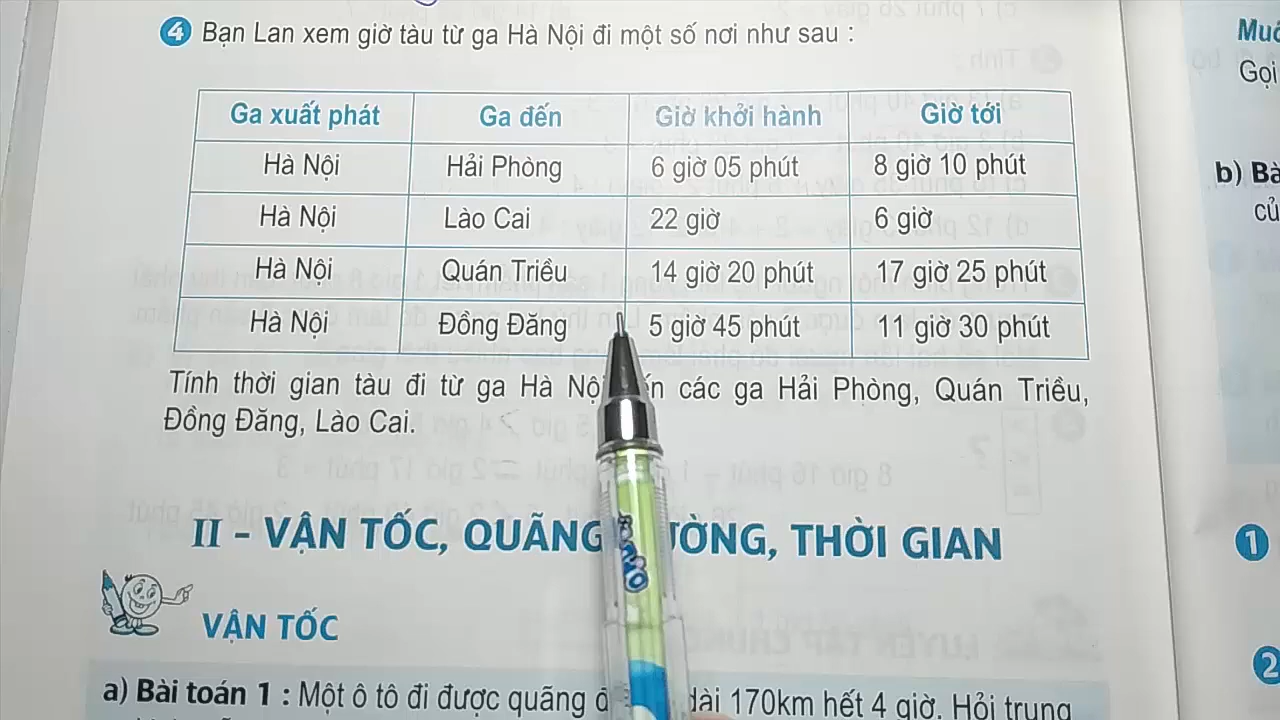 4 Bạn Lan xem giờ tàu từ ga Hà Nội đi một số nơi như sau :
Ga xuất phát Ga đến Giờ khởi hành Giờ tới
Hà Nội Hải Phòng 6 giờ 05 phút 8 giờ 10 phút
Hà Nội Lào Cai 22 giờ 6 giờ
Hà Nội Quán Triều 14 giờ 20 phút 17 giờ 25 phút
Hà Nội Đồng Đăng 5 giờ 45 phút 11 giờ 30 phút
Tính thời gian tàu đi từ ga Hà Nội các ga Hải Phòng, Quán Triều,
Đồng Đăng, Lào Cai.
II - VẬN TỐC, QUÃNG ĐƯỜNG, THỜI GIAN
VẬN TỐC
a) Bài toán 1 : Một ô tô đi được quãng dài 170km hết 4 giờ. Hỏi trung
Gọi
b)
1
2